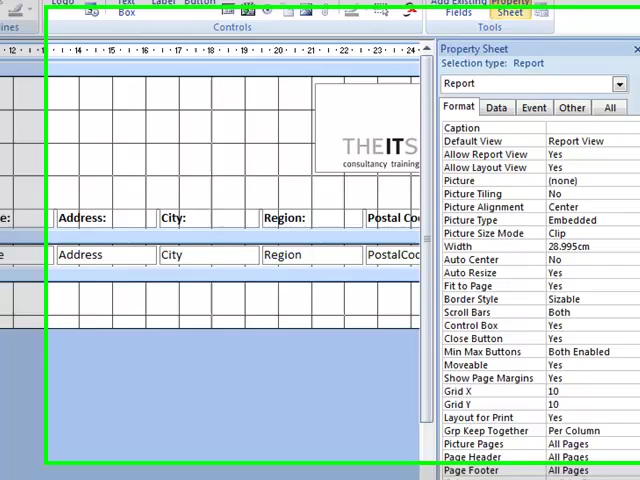 Text
Box
Label
Button
Logo
lines
Controls
Add Existing
Fields
Property
Sheet
Tools
12 13 14 15 16 17 18 19 20 21 22 23 24
THEITS
consultancy training
e:
Address:
City:
Region:
Postal Co
e
Address
City
Region
PostalCod
Property Sheet
Selection type: Report
Report
Format Data Event Other All
Caption
Default View Report View
Allow Report View Yes
Allow Layout View Yes
Picture (none)
Picture Tiling No
Picture Alignment Center
Picture Type Embedded
Picture Size Mode Clip
Width 28.995cm
Auto Center No
Auto Resize Yes
Fit to Page Yes
Border Style Sizable
Scroll Bars Both
Control Box Yes
Close Button Yes
Min Max Buttons Both Enabled
Moveable Yes
Show Page Margins Yes
Grid X 10
Grid Y 10
Layout for Print Yes
Grp Keep Together Per Column
Picture Pages All Pages
Page Header All Pages
Page Footer All Pages